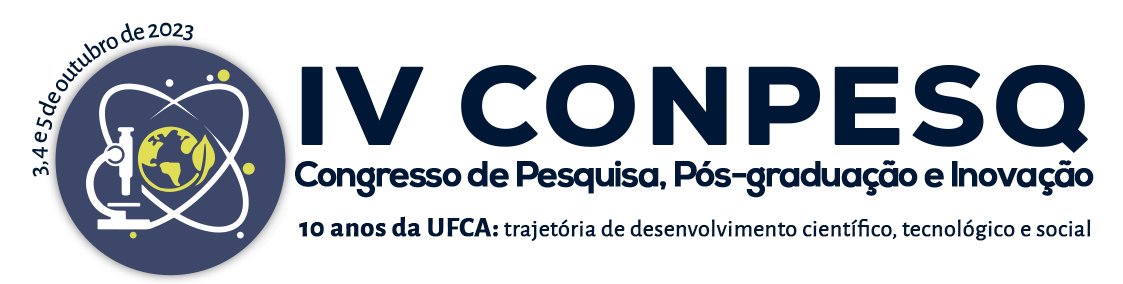 3, 4 e 5 de outubro de 2023
IV CONPESQ
Congresso de Pesquisa, Pós-graduação e Inovação
10 anos da UFCA: trajetória de desenvolvimento científico, tecnológico e social